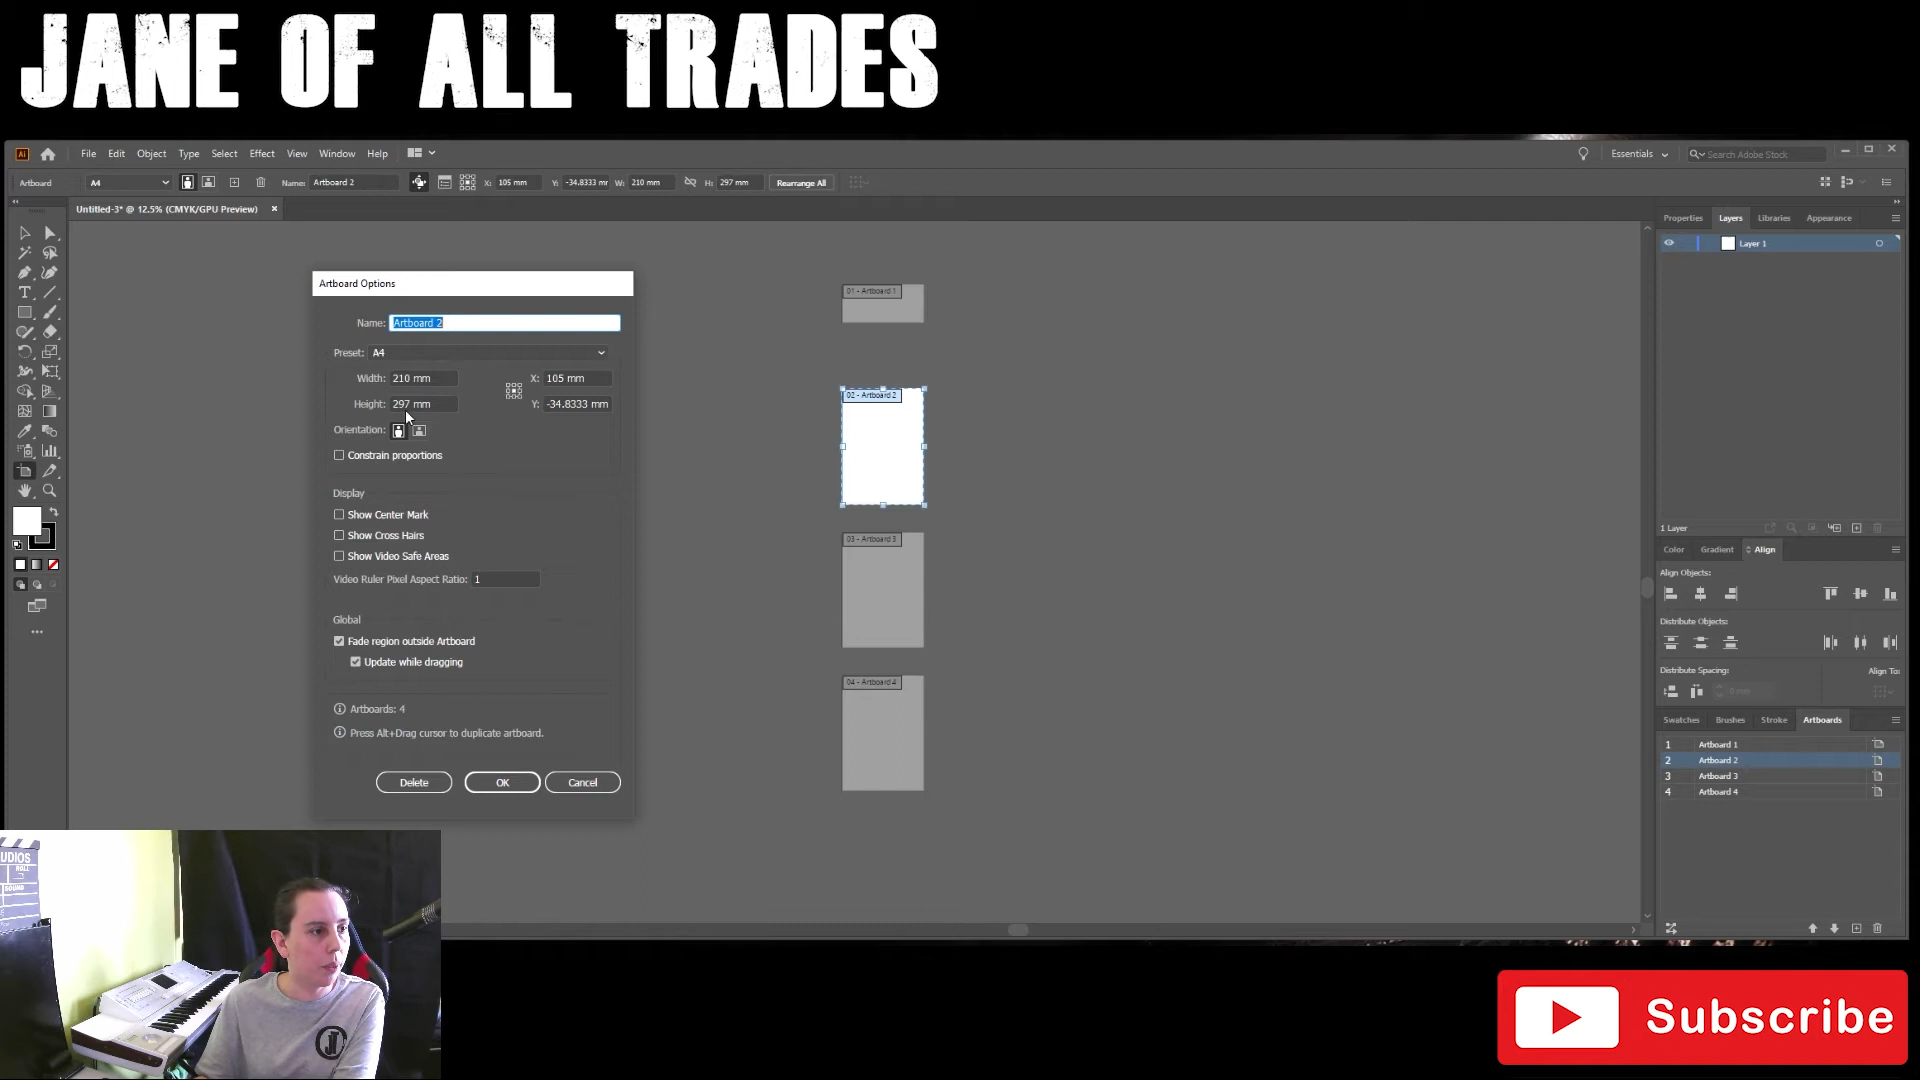 JANE OF ALL TRADES
Ai File Edit Object Type Select Effect View Window Help Essentials Search Adobe Stock
Artboard A4 Name: Artboard 2 X: 105 mm Y: -34.8333 mr W: 210 mm H: 297 mm Rearrange All
Untitled-3* @ 12.5% (CMYK/GPU Preview)
Properties Layers Libraries Appearance
Layer 1
Artboard Options
Name: Artboard 2
Preset: A4
Width: 210 mm X: 105 mm
Height: 297 mm Y: -34.8333 mm
Orientation:
Constrain proportions
Display
Show Center Mark
Show Cross Hairs
Show Video Safe Areas
Video Ruler Pixel Aspect Ratio: 1
Global
Fade region outside Artboard
Update while dragging
Artboards: 4
Press Alt+Drag cursor to duplicate artboard.
Delete OK Cancel
01 - Artboard 1
02 - Artboard 2
03 - Artboard 3
04 - Artboard 4
1 Layer
Color Gradient Align
Align Objects:
Distribute Objects:
Distribute Spacing: Align To:
0 mm
Swatches Brushes Stroke Artboards
1 Artboard 1
2 Artboard 2
3 Artboard 3
4 Artboard 4
UDIOS
ROLL
SOUND
Subscribe